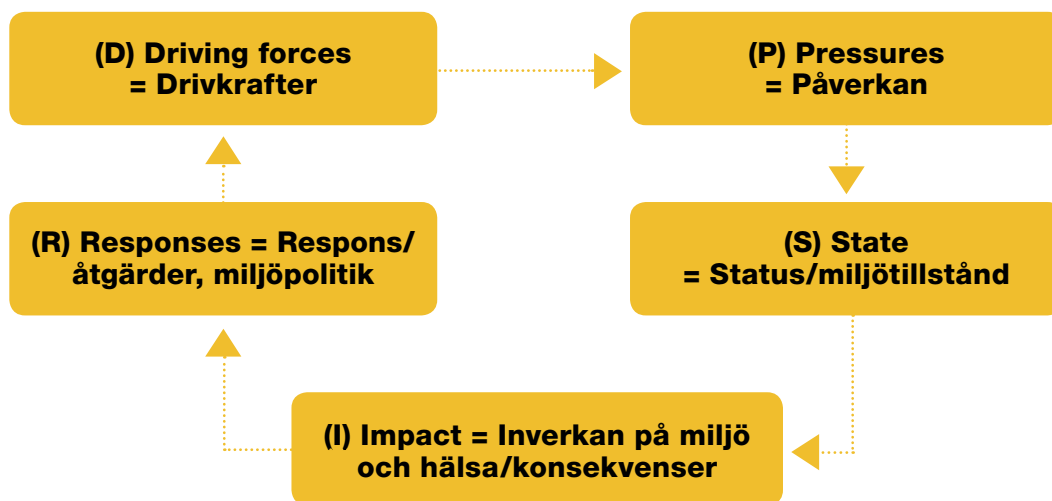 (D) Driving forces
= Drivkrafter
(P) Pressures
= Påverkan
(R) Responses = Respons/
åtgärder, miljöpolitik
(S) State
= Status/miljötillstånd
(I) Impact = Inverkan på miljö
och hälsa/konsekvenser